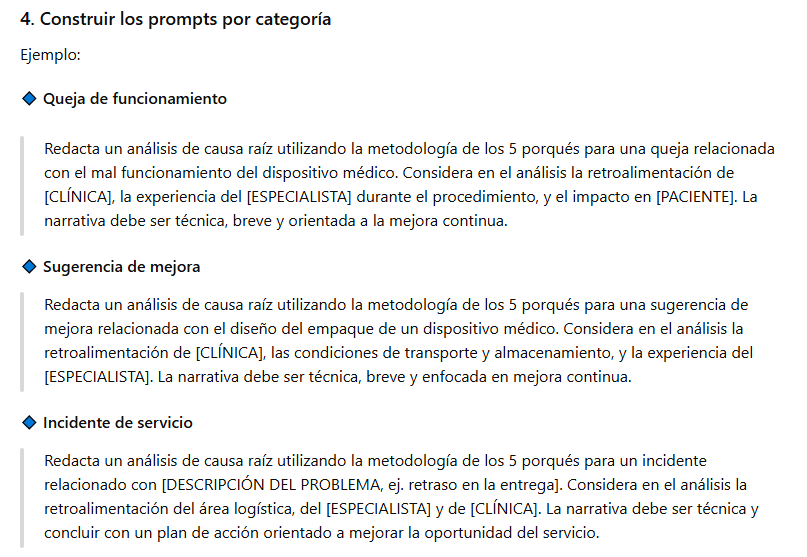 4. Construir los prompts por categoría
Ejemplo:
Queja de funcionamiento
Redacta un análisis de causa raíz utilizando la metodología de los 5 porqués para una queja relacionada
con el mal funcionamiento del dispositivo médico. Considera en el análisis la retroalimentación de
[CLÍNICA], la experiencia del [ESPECIALISTA] durante el procedimiento, y el impacto en [PACIENTE]. La
narrativa debe ser técnica, breve y orientada a la mejora continua.
Sugerencia de mejora
Redacta un análisis de causa raíz utilizando la metodología de los 5 porqués para una sugerencia de
mejora relacionada con el diseño del empaque de un dispositivo médico. Considera en el análisis la
retroalimentación de [CLÍNICA], las condiciones de transporte y almacenamiento, y la experiencia del
[ESPECIALISTA]. La narrativa debe ser técnica, breve y enfocada en mejora continua.
Incidente de servicio
Redacta un análisis de causa raíz utilizando la metodología de los 5 porqués para un incidente
relacionado con [DESCRIPCIÓN DEL PROBLEMA, ej. retraso en la entrega]. Considera en el análisis la
retroalimentación del área logística, del [ESPECIALISTA] y de [CLÍNICA]. La narrativa debe ser técnica y
concluir con un plan de acción orientado a mejorar la oportunidad del servicio.